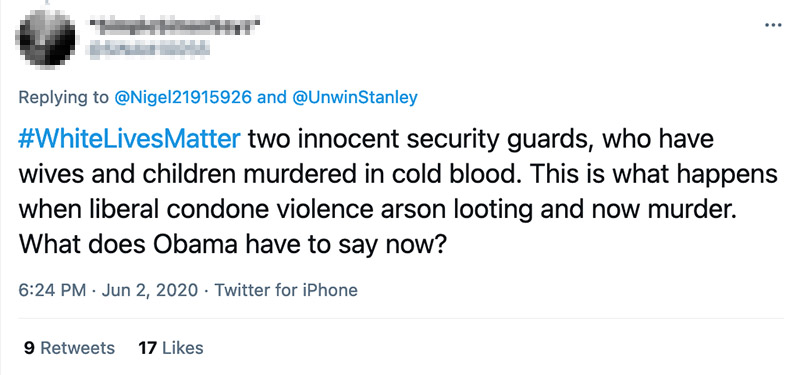 Replying to @Nigel21915926 and @UnwinStanley
#WhiteLivesMatter two innocent security guards, who have
wives and children murdered in cold blood. This is what happens
when liberal condone violence arson looting and now murder.
What does Obama have to say now?
6:24 PM · Jun 2, 2020 · Twitter for iPhone
9 Retweets 17 Likes